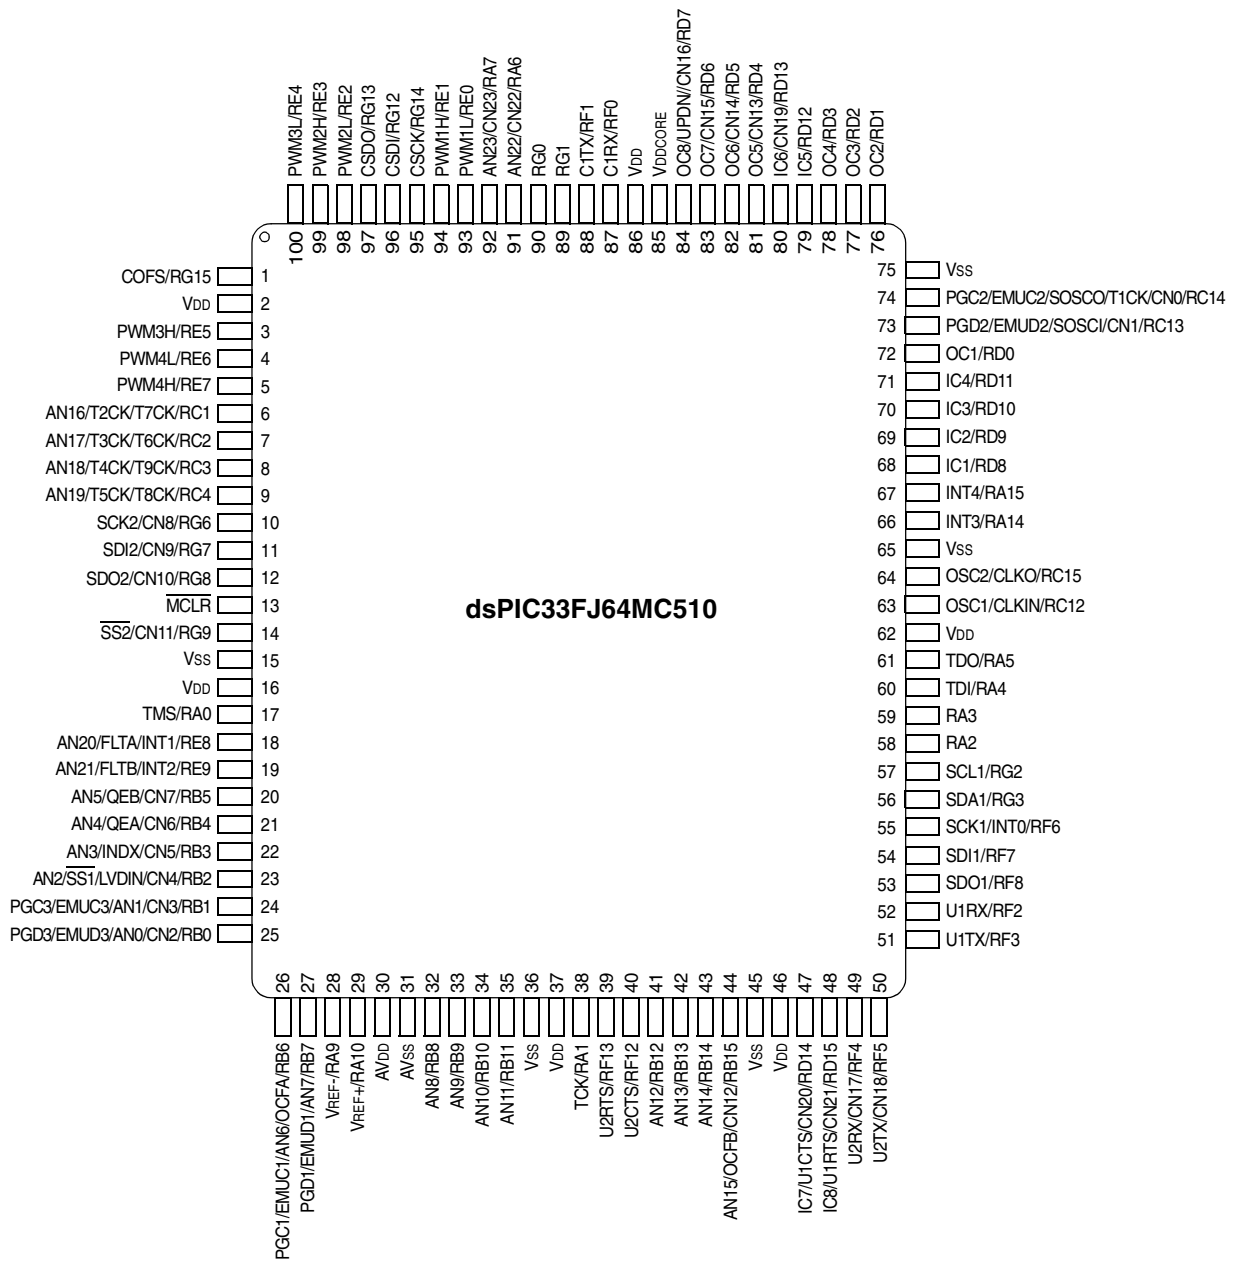 PWM3L/RE4
PWM2H/RE3
PWM2L/RE2
CSDO/RG13
CSDI/RG12
CSCK/RG14
PWM1H/RE1
PWM1L/RE0
AN23/CN23/RA7
AN22/CN22/RA6
RG0
RG1
C1TX/RF1
C1RX/RF0
VDD
VDDCORE
OC8/UPDN//CN16/RD7
OC7/CN15/RD6
OC6/CN14/RD5
OC5/CN13/RD4
IC6/CN19/RD13
IC5/RD12
OC4/RD3
OC3/RD2
OC2/RD1
100 99 98 97 96 95 94 93 92 91 90 89 88 87 86 85 84 83 82 81 80 79 78 77 76
COFS/RG15 1
VDD 2
PWM3H/RE5 3
PWM4L/RE6 4
PWM4H/RE7 5
AN16/T2CK/T7CK/RC1 6
AN17/T3CK/T6CK/RC2 7
AN18/T4CK/T9CK/RC3 8
AN19/T5CK/T8CK/RC4 9
SCK2/CN8/RG6 10
SDI2/CN9/RG7 11
SDO2/CN10/RG8 12
MCLR 13
SS2/CN11/RG9 14
VSS 15
VDD 16
TMS/RA0 17
AN20/FLTA/INT1/RE8 18
AN21/FLTB/INT2/RE9 19
AN5/QEB/CN7/RB5 20
AN4/QEA/CN6/RB4 21
AN3/INDX/CN5/RB3 22
AN2/SS1/LVDIN/CN4/RB2 23
PGC3/EMUC3/AN1/CN3/RB1 24
PGD3/EMUD3/AN0/CN2/RB0 25
dsPIC33FJ64MC510
75 VSS
74 PGC2/EMUC2/SOSCO/T1CK/CN0/RC14
73 PGD2/EMUD2/SOSCI/CN1/RC13
72 OC1/RD0
71 IC4/RD11
70 IC3/RD10
69 IC2/RD9
68 IC1/RD8
67 INT4/RA15
66 INT3/RA14
65 VSS
64 OSC2/CLKO/RC15
63 OSC1/CLKIN/RC12
62 VDD
61 TDO/RA5
60 TDI/RA4
59 RA3
58 RA2
57 SCL1/RG2
56 SDA1/RG3
55 SCK1/INT0/RF6
54 SDI1/RF7
53 SDO1/RF8
52 U1RX/RF2
51 U1TX/RF3
26 27 28 29 30 31 32 33 34 35 36 37 38 39 40 41 42 43 44 45 46 47 48 49 50
PGC1/EMUC1/AN6/OCFA/RB6
PGD1/EMUD1/AN7/RB7
VREF-/RA9
VREF+/RA10
AVDD
AVSS
AN8/RB8
AN9/RB9
AN10/RB10
AN11/RB11
VSS
VDD
TCK/RA1
U2RTS/RF13
U2CTS/RF12
AN12/RB12
AN13/RB13
AN14/RB14
AN15/OCFB/CN12/RB15
VSS
VDD
IC7/U1CTS/CN20/RD14
IC8/U1RTS/CN21/RD15
U2RX/CN17/RF4
U2TX/CN18/RF5